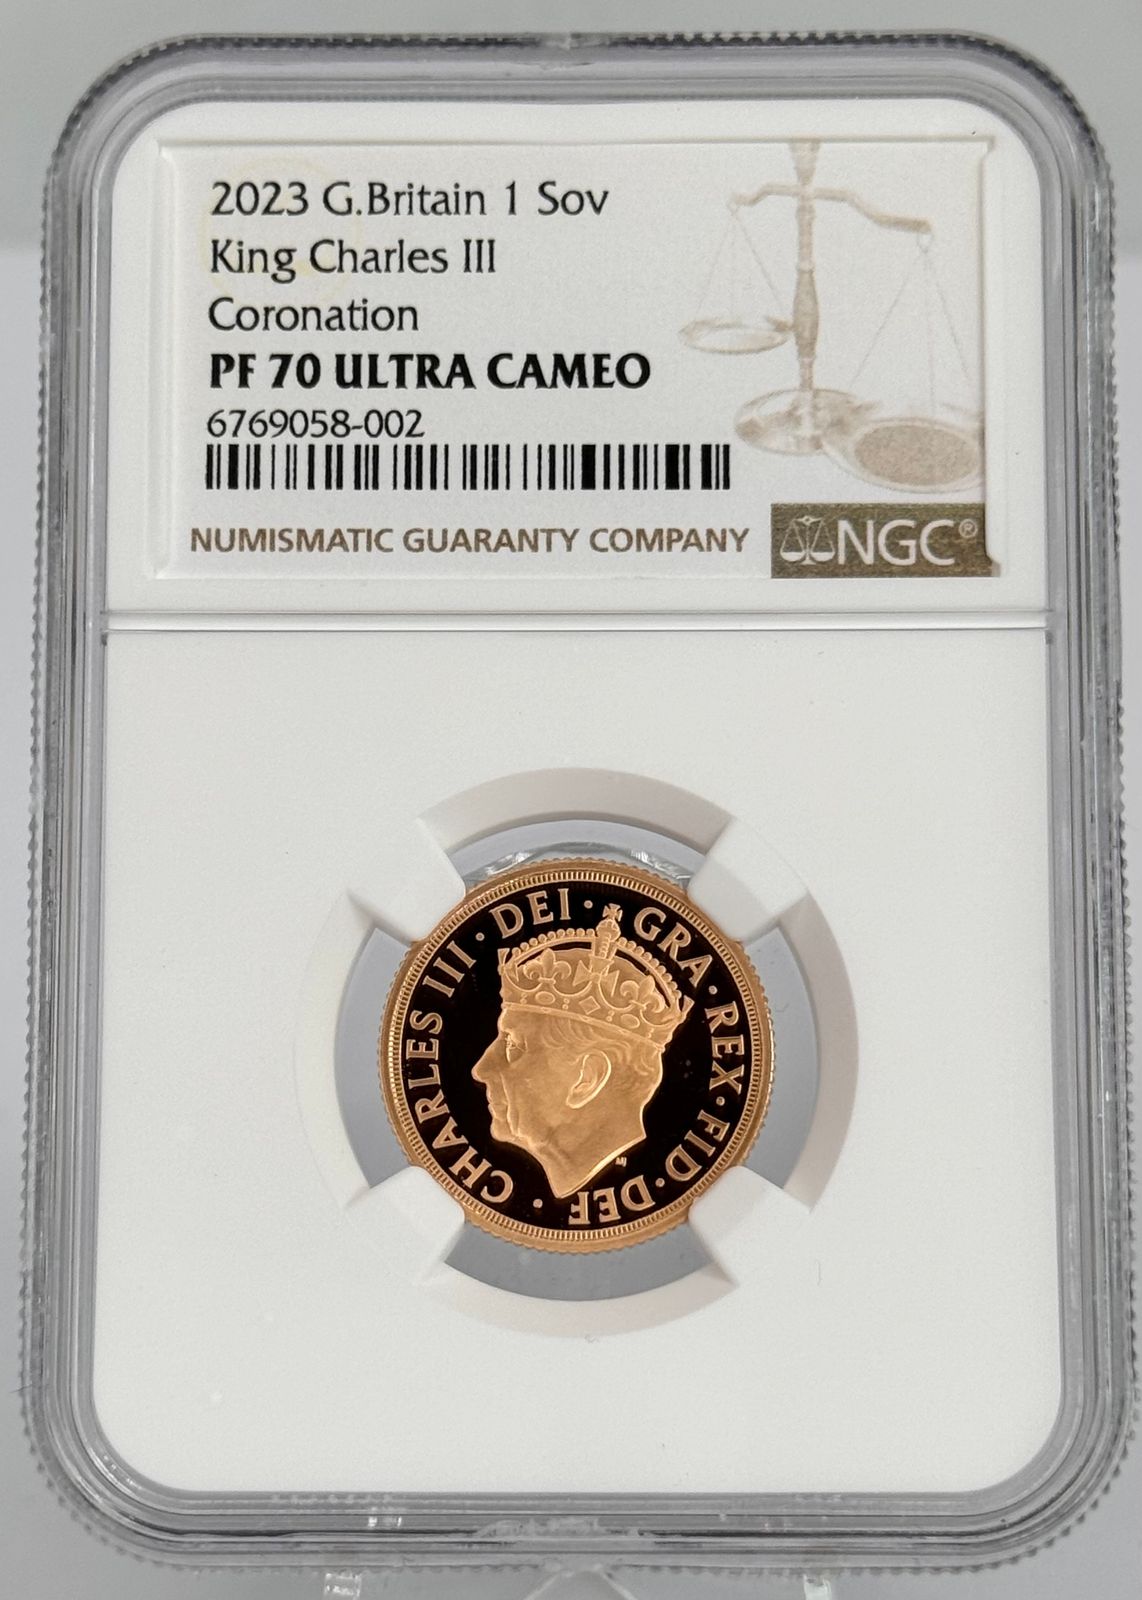 2023 G.Britain 1 Sov
King Charles III
Coronation
PF 70 ULTRA CAMEO
6769058-002
NUMISMATIC GUARANTY COMPANY
NGC®
CHARLES III · DEI · GRA · REX · FID · DEF ·
MJ